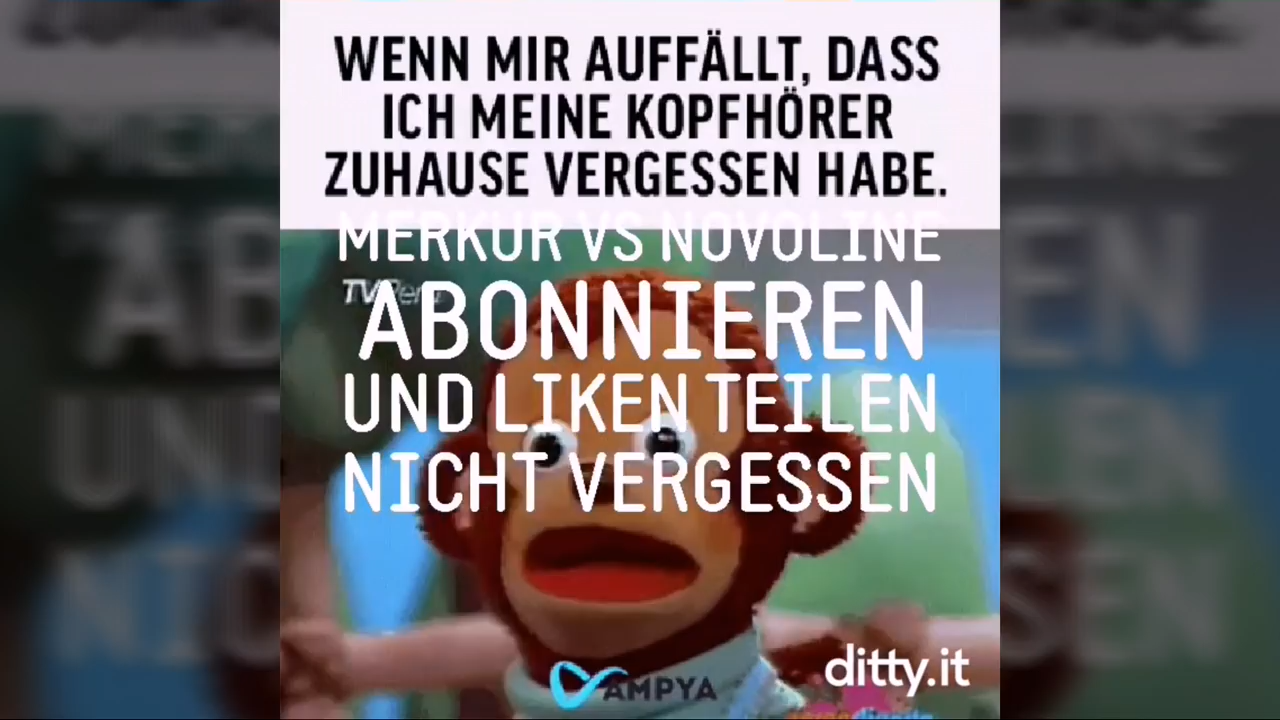 WENN MIR AUFFÄLLT, DASS
ICH MEINE KOPFHÖRER
ZUHAUSE VERGESSEN HABE.
MERKUR VS NOVOLINE
TVPerú
ABONNIEREN
UND LIKEN TEILEN
NICHT VERGESSEN
ditty.it
AMPYA